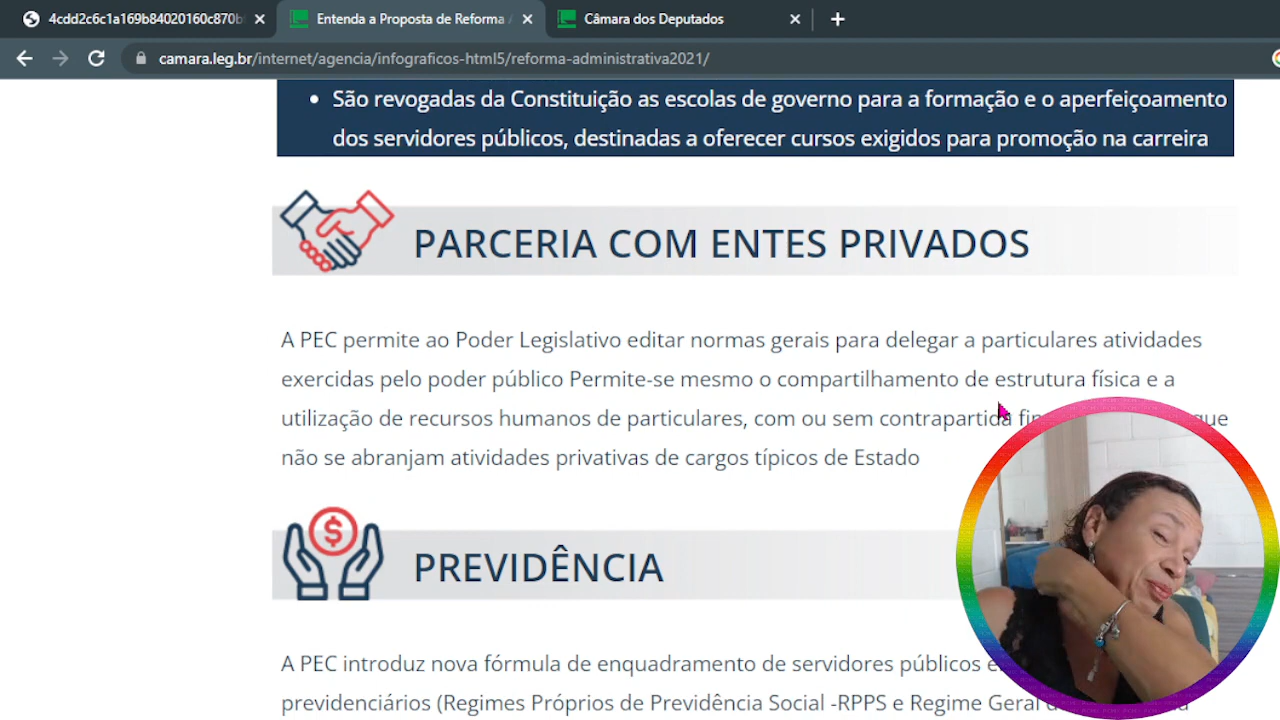 4cdd2c6c1a169b84020160c870b
Entenda a Proposta de Reforma
Câmara dos Deputados
camara.leg.br/internet/agencia/infograficos-html5/reforma-administrativa2021/
• São revogadas da Constituição as escolas de governo para a formação e o aperfeiçoamento
dos servidores públicos, destinadas a oferecer cursos exigidos para promoção na carreira
PARCERIA COM ENTES PRIVADOS
A PEC permite ao Poder Legislativo editar normas gerais para delegar a particulares atividades
exercidas pelo poder público Permite-se mesmo o compartilhamento de estrutura física e a
utilização de recursos humanos de particulares, com ou sem contrapartida que
não se abranjam atividades privativas de cargos típicos de Estado
PREVIDÊNCIA
A PEC introduz nova fórmula de enquadramento de servidores públicos
previdenciários (Regimes Próprios de Previdência Social -RPPS e Regime Geral